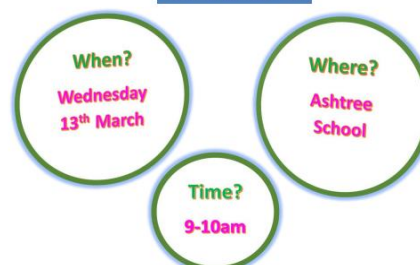 When?
Wednesday
13th March
Where?
Ashtree
School
Time?
9-10am